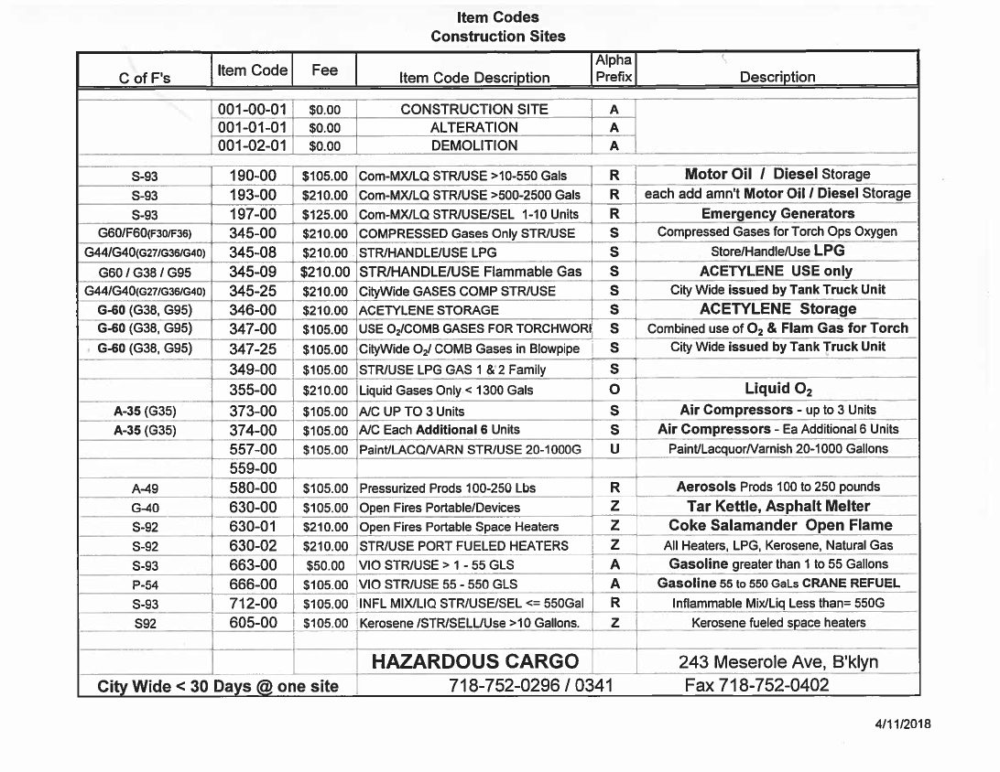 Item Codes
Construction Sites
C of F's Item Code Fee Item Code Description Alpha Prefix Description
001-00-01 $0.00 CONSTRUCTION SITE A
001-01-01 $0.00 ALTERATION A
001-02-01 $0.00 DEMOLITION A
S-93 190-00 $105.00 Com-MX/LQ STR/USE >10-550 Gals R Motor Oil / Diesel Storage
S-93 193-00 $210.00 Com-MX/LQ STR/USE >500-2500 Gals R each add amn't Motor Oil / Diesel Storage
S-93 197-00 $125.00 Com-MX/LQ STR/USE/SEL 1-10 Units R Emergency Generators
G60/F60(F30/F36) 345-00 $210.00 COMPRESSED Gases Only STR/USE S Compressed Gases for Torch Ops Oxygen
G44/G40(G27/G36/G40) 345-08 $210.00 STR/HANDLE/USE LPG S Store/Handle/Use LPG
G60 / G38 / G95 345-09 $210.00 STR/HANDLE/USE Flammable Gas S ACETYLENE USE only
G44/G40(G27/G36/G40) 345-25 $210.00 CityWide GASES COMP STR/USE S City Wide issued by Tank Truck Unit
G-60 (G38, G95) 346-00 $210.00 ACETYLENE STORAGE S ACETYLENE Storage
G-60 (G38, G95) 347-00 $105.00 USE O₂/COMB GASES FOR TORCHWOR S Combined use of O₂ & Flam Gas for Torch
G-60 (G38, G95) 347-25 $105.00 CityWide O₂/ COMB Gases in Blowpipe S City Wide issued by Tank Truck Unit
349-00 $105.00 STR/USE LPG GAS 1 & 2 Family S
355-00 $210.00 Liquid Gases Only < 1300 Gals O Liquid O₂
A-35 (G35) 373-00 $105.00 A/C UP TO 3 Units S Air Compressors - up to 3 Units
A-35 (G35) 374-00 $105.00 A/C Each Additional 6 Units S Air Compressors - Ea Additional 6 Units
557-00 $105.00 Paint/LACQ/VARN STR/USE 20-1000G U Paint/Lacquor/Varnish 20-1000 Gallons
559-00
A-49 580-00 $105.00 Pressurized Prods 100-250 Lbs R Aerosols Prods 100 to 250 pounds
G-40 630-00 $105.00 Open Fires Portable/Devices Z Tar Kettle, Asphalt Melter
S-92 630-01 $210.00 Open Fires Portable Space Heaters Z Coke Salamander Open Flame
S-92 630-02 $210.00 STR/USE PORT FUELED HEATERS Z All Heaters, LPG, Kerosene, Natural Gas
S-93 663-00 $50.00 VIO STR/USE > 1 - 55 GLS A Gasoline greater than 1 to 55 Gallons
P-54 666-00 $105.00 VIO STR/USE 55 - 550 GLS A Gasoline 55 to 550 GaLs CRANE REFUEL
S-93 712-00 $105.00 INFL MIX/LIQ STR/USE/SEL <= 550Gal R Inflammable Mix/Liq Less than= 550G
S92 605-00 $105.00 Kerosene /STR/SELL/Use >10 Gallons. Z Kerosene fueled space heaters
HAZARDOUS CARGO 243 Meserole Ave, B'klyn
City Wide < 30 Days @ one site 718-752-0296 / 0341 Fax 718-752-0402
4/11/2018